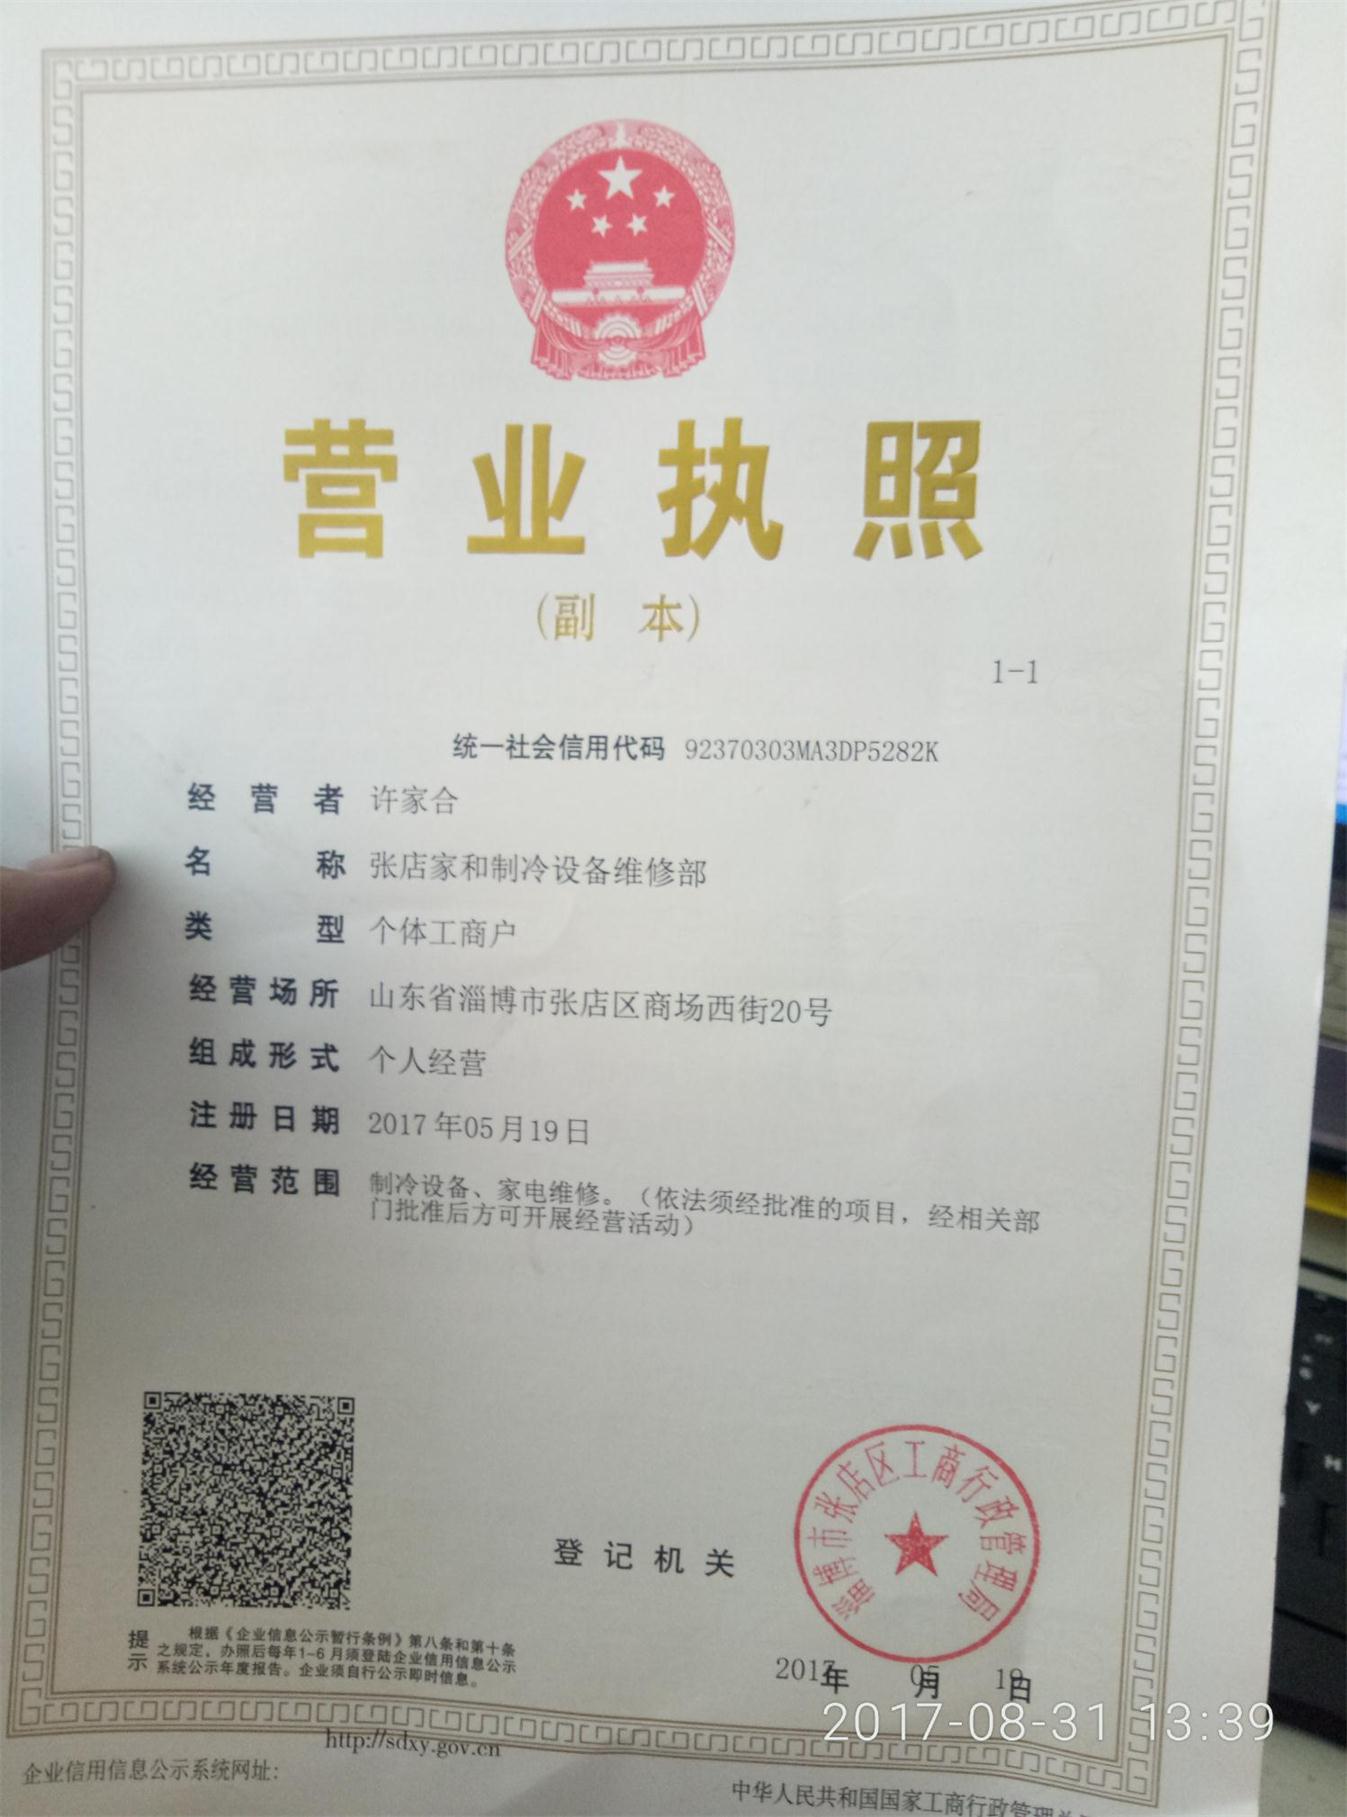 营业执照
(副 本)
1-1
统一社会信用代码 92370303MA3DP5282K
经营者 许家合
名称 张店家和制冷设备维修部
类型 个体工商户
经营场所 山东省淄博市张店区商场西街20号
组成形式 个人经营
注册日期 2017年05月19日
经营范围 制冷设备、家电维修。（依法须经批准的项目，经相关部
门批准后方可开展经营活动）
淄博市张店区工商行政管理局
登记机关
提示 根据《企业信息公示暂行条例》第八条和第十条
之规定，办照后每年1-6月须登陆企业信用信息公示
系统公示年度报告。企业须自行公示即时信息。
2017年 05月 19日
2017-08-31 13:39
http://sdxy.gov.cn
企业信用信息公示系统网址:
中华人民共和国国家工商行政管理总局